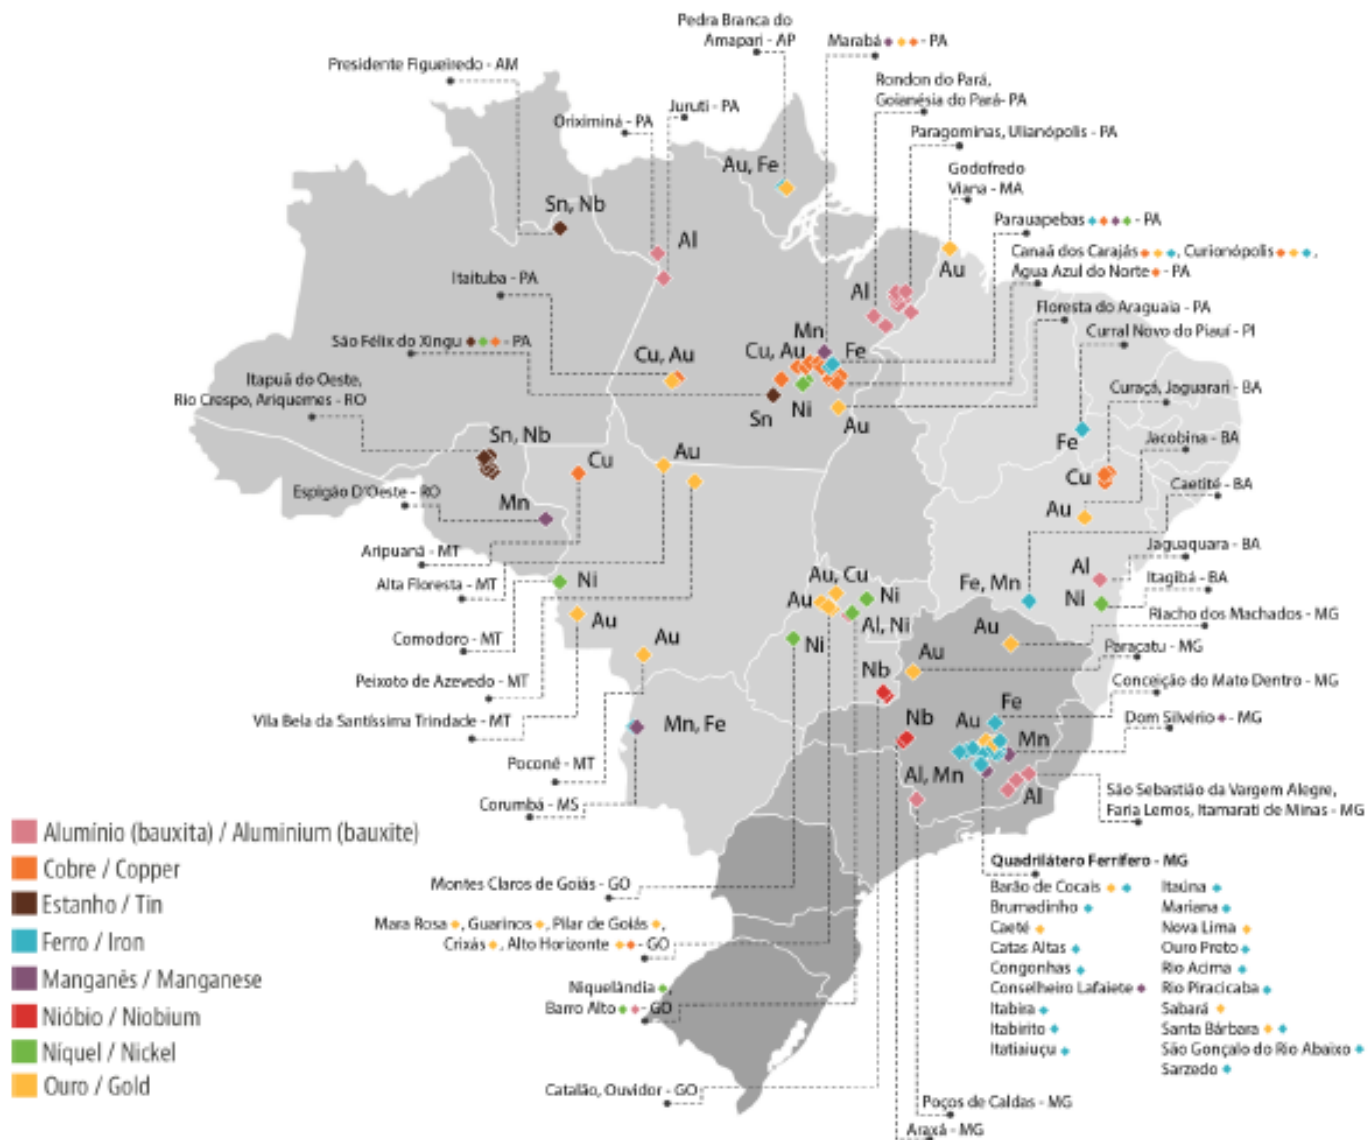 Pedra Branca do
Amapari - AP
Marabá - PA
Presidente Figueiredo - AM
Rondon do Pará,
Goianésia do Pará- PA
Juruti - PA
Oriximiná - PA
Paragominas, Ulianópolis - PA
Au, Fe
Godofredo
Viana - MA
Sn, Nb
Parauapebas - PA
Al
Canaã dos Carajás, Curionópolis,
Água Azul do Norte - PA
Au
Itaituba - PA
Al
Floresta do Araguaia - PA
Mn
Curral Novo do Piauí - PI
São Félix do Xingu - PA
Cu, Au
Cu, Au
Fe
Itapuã do Oeste,
Rio Crespo, Ariquemes - RO
Curaçá, Jaguarari - BA
Sn
Ni
Au
Sn, Nb
Fe
Jacobina - BA
Au
Cu
Cu
Caetité - BA
Espigão D'Oeste - RO
Mn
Au
Aripuanã - MT
Jaguaquara - BA
Alta Floresta - MT
Ni
Au, Cu
Fe, Mn
Al
Itagibá - BA
Au
Ni
Ni
Riacho dos Machados - MG
Au
Al, Ni
Au
Comodoro - MT
Au
Ni
Au
Paracatu - MG
Peixoto de Azevedo - MT
Nb
Conceição do Mato Dentro - MG
Vila Bela da Santíssima Trindade - MT
Mn, Fe
Nb
Au
Fe
Dom Silvério - MG
Mn
Poconé - MT
Al, Mn
Al
Corumbá - MS
São Sebastião da Vargem Alegre,
Faria Lemos, Itamarati de Minas - MG
Alumínio (bauxita) / Aluminium (bauxite)
Cobre / Copper
Estanho / Tin
Ferro / Iron
Manganês / Manganese
Nióbio / Niobium
Níquel / Nickel
Ouro / Gold
Montes Claros de Goiás - GO
Mara Rosa, Guarinos, Pilar de Goiás,
Crixás, Alto Horizonte - GO
Niquelândia,
Barro Alto - GO
Catalão, Ouvidor - GO
Quadrilátero Ferrífero - MG
Barão de Cocais
Brumadinho
Caeté
Catas Altas
Congonhas
Conselheiro Lafaiete
Itabira
Itabirito
Itatiaiuçu
Itaúna
Mariana
Nova Lima
Ouro Preto
Rio Acima
Rio Piracicaba
Sabará
Santa Bárbara
São Gonçalo do Rio Abaixo
Sarzedo
Poços de Caldas - MG
Araxá - MG